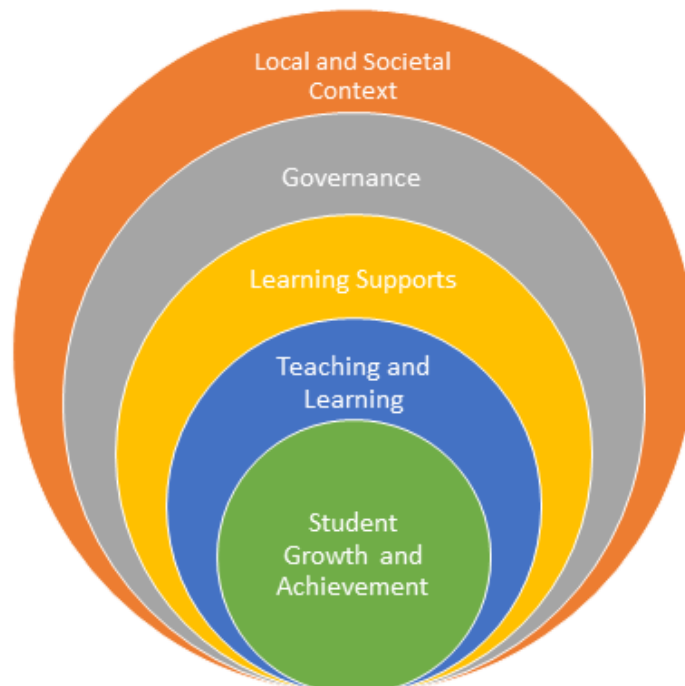 Local and Societal
Context
Governance
Learning Supports
Teaching and
Learning
Student
Growth and
Achievement